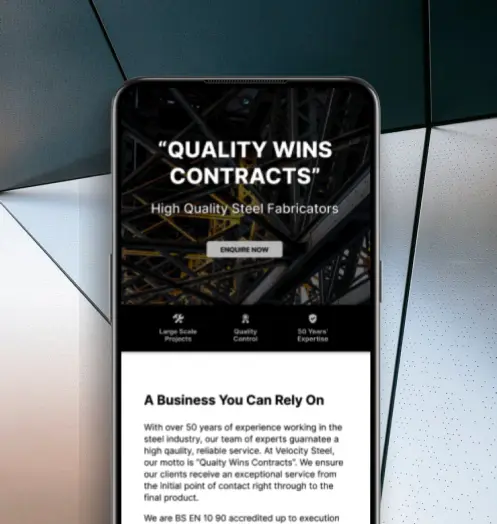 “QUALITY WINS
CONTRACTS”
High Quality Steel Fabricators
ENQUIRE NOW
Large Scale Projects
Quality Control
50 Years' Expertise
A Business You Can Rely On
With over 50 years of experience working in the
steel industry, our team of experts guarnatee a
high qaulity, reliable service. At Velocity Steel,
our motto is "Qualty Wins Contracts". We ensure
our clients receive an exceptional service from
the initial point of contact right through to the
final product.
We are BS EN 10 90 accredited up to execution